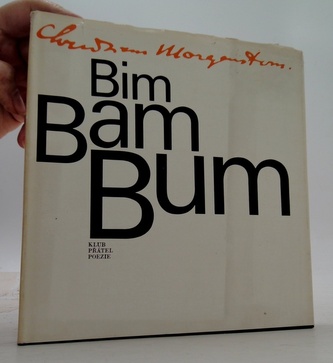 Christian Morgenstern.
Bim
Bam
Bum
KLUB
PŘÁTEL
POEZIE